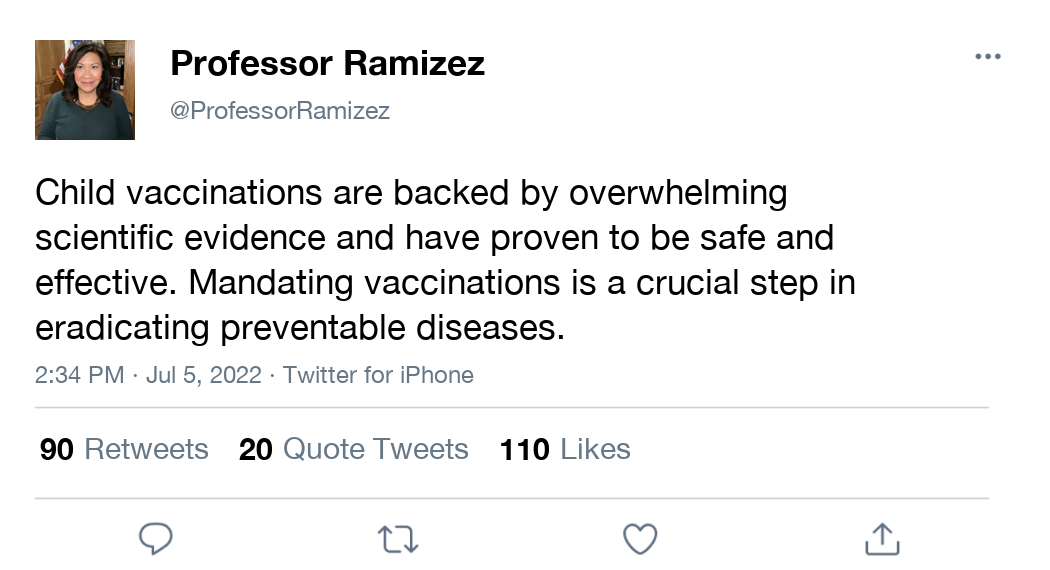 Professor Ramizez
@ProfessorRamizez
Child vaccinations are backed by overwhelming
scientific evidence and have proven to be safe and
effective. Mandating vaccinations is a crucial step in
eradicating preventable diseases.
2:34 PM · Jul 5, 2022 · Twitter for iPhone
90 Retweets 20 Quote Tweets 110 Likes